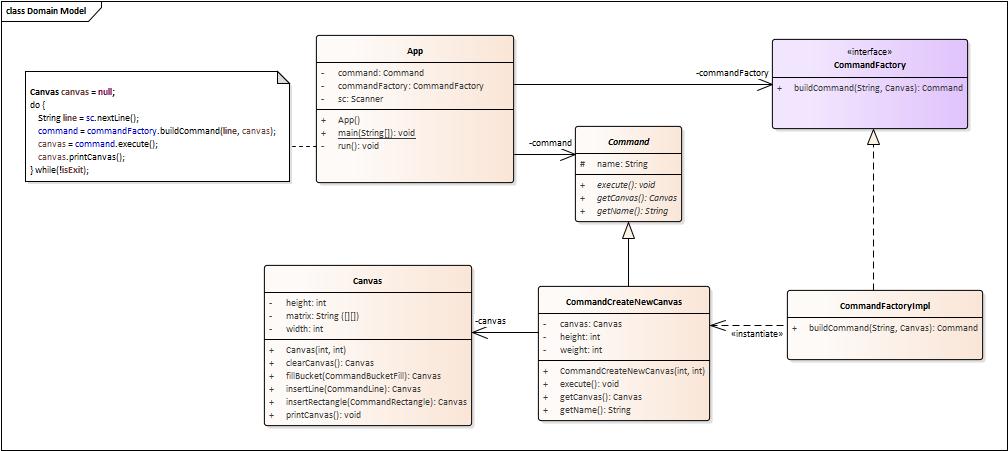 class Domain Model
App
- command: Command
- commandFactory: CommandFactory
- sc: Scanner
+ App()
+ main(String[]): void
- run(): void
Canvas canvas = null;
do {
String line = sc.nextLine();
command = commandFactory.buildCommand(line, canvas);
canvas = command.execute();
canvas.printCanvas();
} while(!isExit);
-commandFactory
«interface»
CommandFactory
+ buildCommand(String, Canvas): Command
-command
Command
# name: String
+ execute(): void
+ getCanvas(): Canvas
+ getName(): String
Canvas
- height: int
- matrix: String ([][])
- width: int
+ Canvas(int, int)
+ clearCanvas(): Canvas
+ fillBucket(CommandBucketFill): Canvas
+ insertLine(CommandLine): Canvas
+ insertRectangle(CommandRectangle): Canvas
+ printCanvas(): void
-canvas
CommandCreateNewCanvas
- canvas: Canvas
- height: int
- weight: int
+ CommandCreateNewCanvas(int, int)
+ execute(): void
+ getCanvas(): Canvas
+ getName(): String
«instantiate»
CommandFactoryImpl
+ buildCommand(String, Canvas): Command